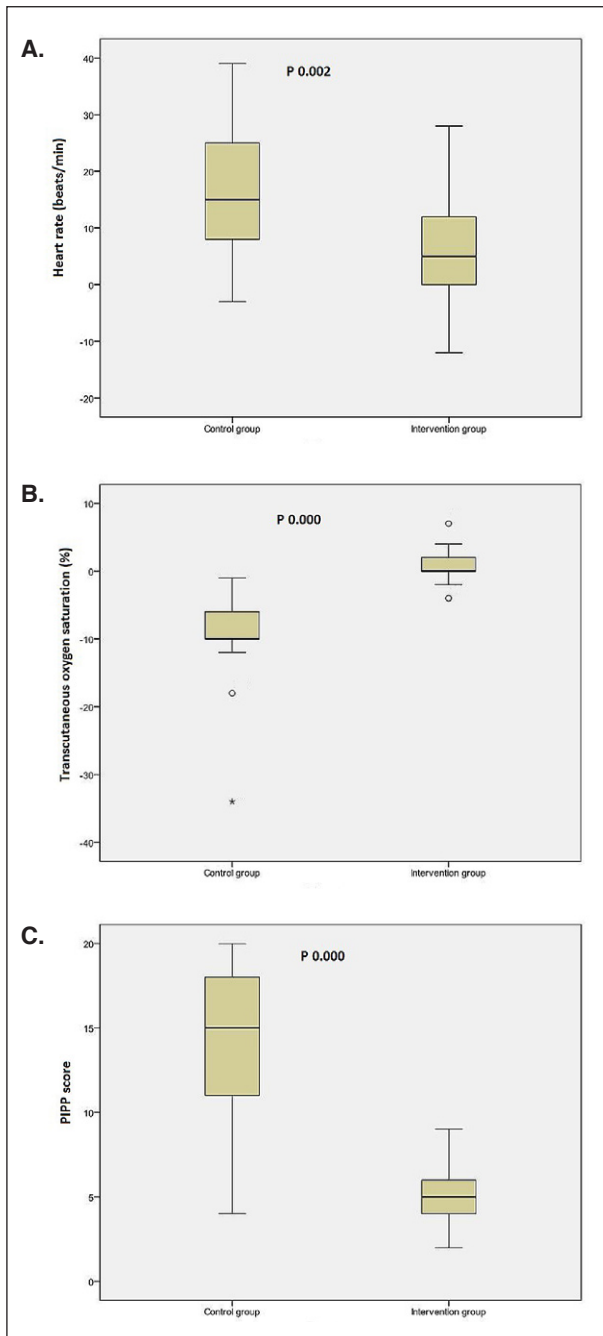 A.
P 0.002
Heart rate (beats/min)
40
30
20
10
0
-10
-20
Control group
Intervention group
B.
P 0.000
Transcutaneous oxygen saturation (%)
10
0
-10
-20
-30
-40
Control group
Intervention group
C.
P 0.000
PIPP score
20
15
10
5
0
Control group
Intervention group